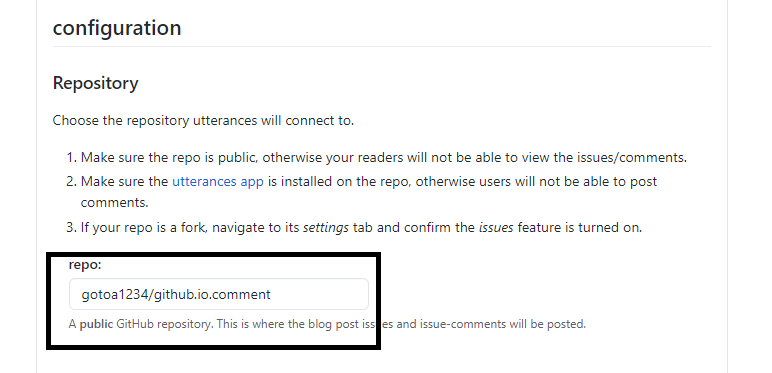 configuration
Repository
Choose the repository utterances will connect to.
1. Make sure the repo is public, otherwise your readers will not be able to view the issues/comments.
2. Make sure the utterances app is installed on the repo, otherwise users will not be able to post
comments.
3. If your repo is a fork, navigate to its settings tab and confirm the issues feature is turned on.
repo:
gotoa1234/github.io.comment
A public GitHub repository. This is where the blog post issues and issue-comments will be posted.